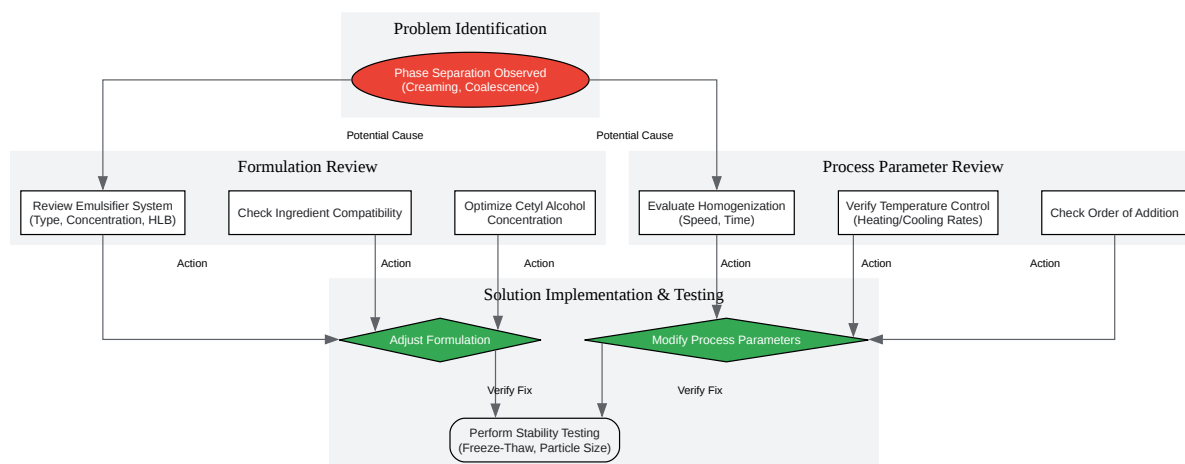 Problem Identification
Phase Separation Observed
(Creaming, Coalescence)
Potential Cause
Potential Cause
Formulation Review
Process Parameter Review
Review Emulsifier System
(Type, Concentration, HLB)
Check Ingredient Compatibility
Optimize Cetyl Alcohol
Concentration
Evaluate Homogenization
(Speed, Time)
Verify Temperature Control
(Heating/Cooling Rates)
Check Order of Addition
Action
Action
Action
Action
Action
Action
Solution Implementation & Testing
Adjust Formulation
Modify Process Parameters
Verify Fix
Verify Fix
Perform Stability Testing
(Freeze-Thaw, Particle Size)